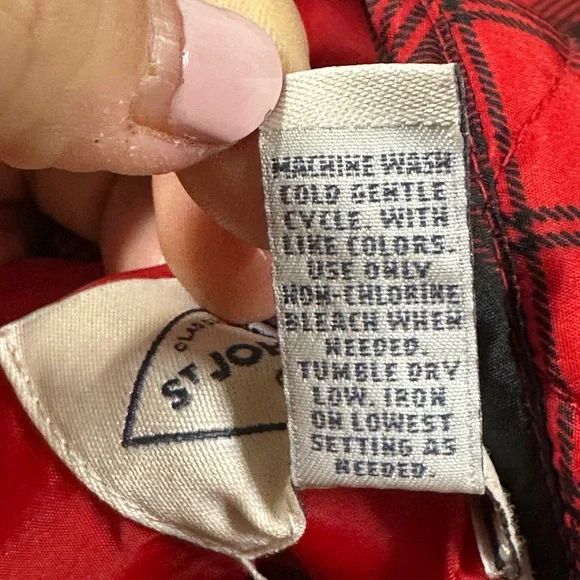 MACHINE WASH
COLD GENTLE
CYCLE. WITH
LIKE COLORS.
USE ONLY
NON-CHLORINE
BLEACH WHEN
NEEDED.
TUMBLE DRY
LOW. IRON
ON LOWEST
SETTING AS
NEEDED.
ST JOH